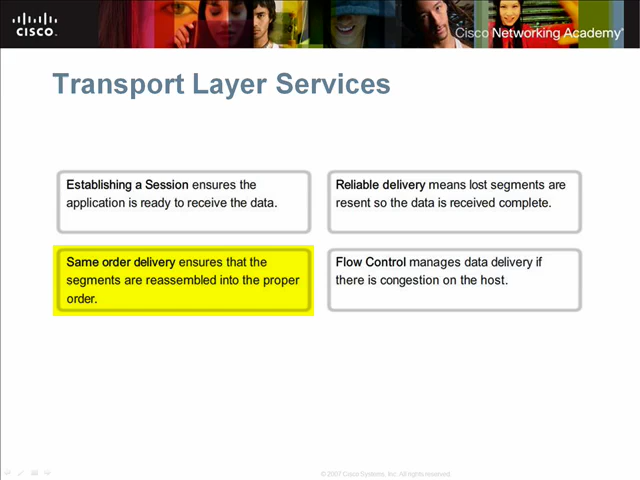 CISCO.
Cisco Networking Academy®
Transport Layer Services
Establishing a Session ensures the
application is ready to receive the data.
Reliable delivery means lost segments are
resent so the data is received complete.
Same order delivery ensures that the
segments are reassembled into the proper
order.
Flow Control manages data delivery if
there is congestion on the host.
© 2007 Cisco Systems, Inc. All rights reserved.